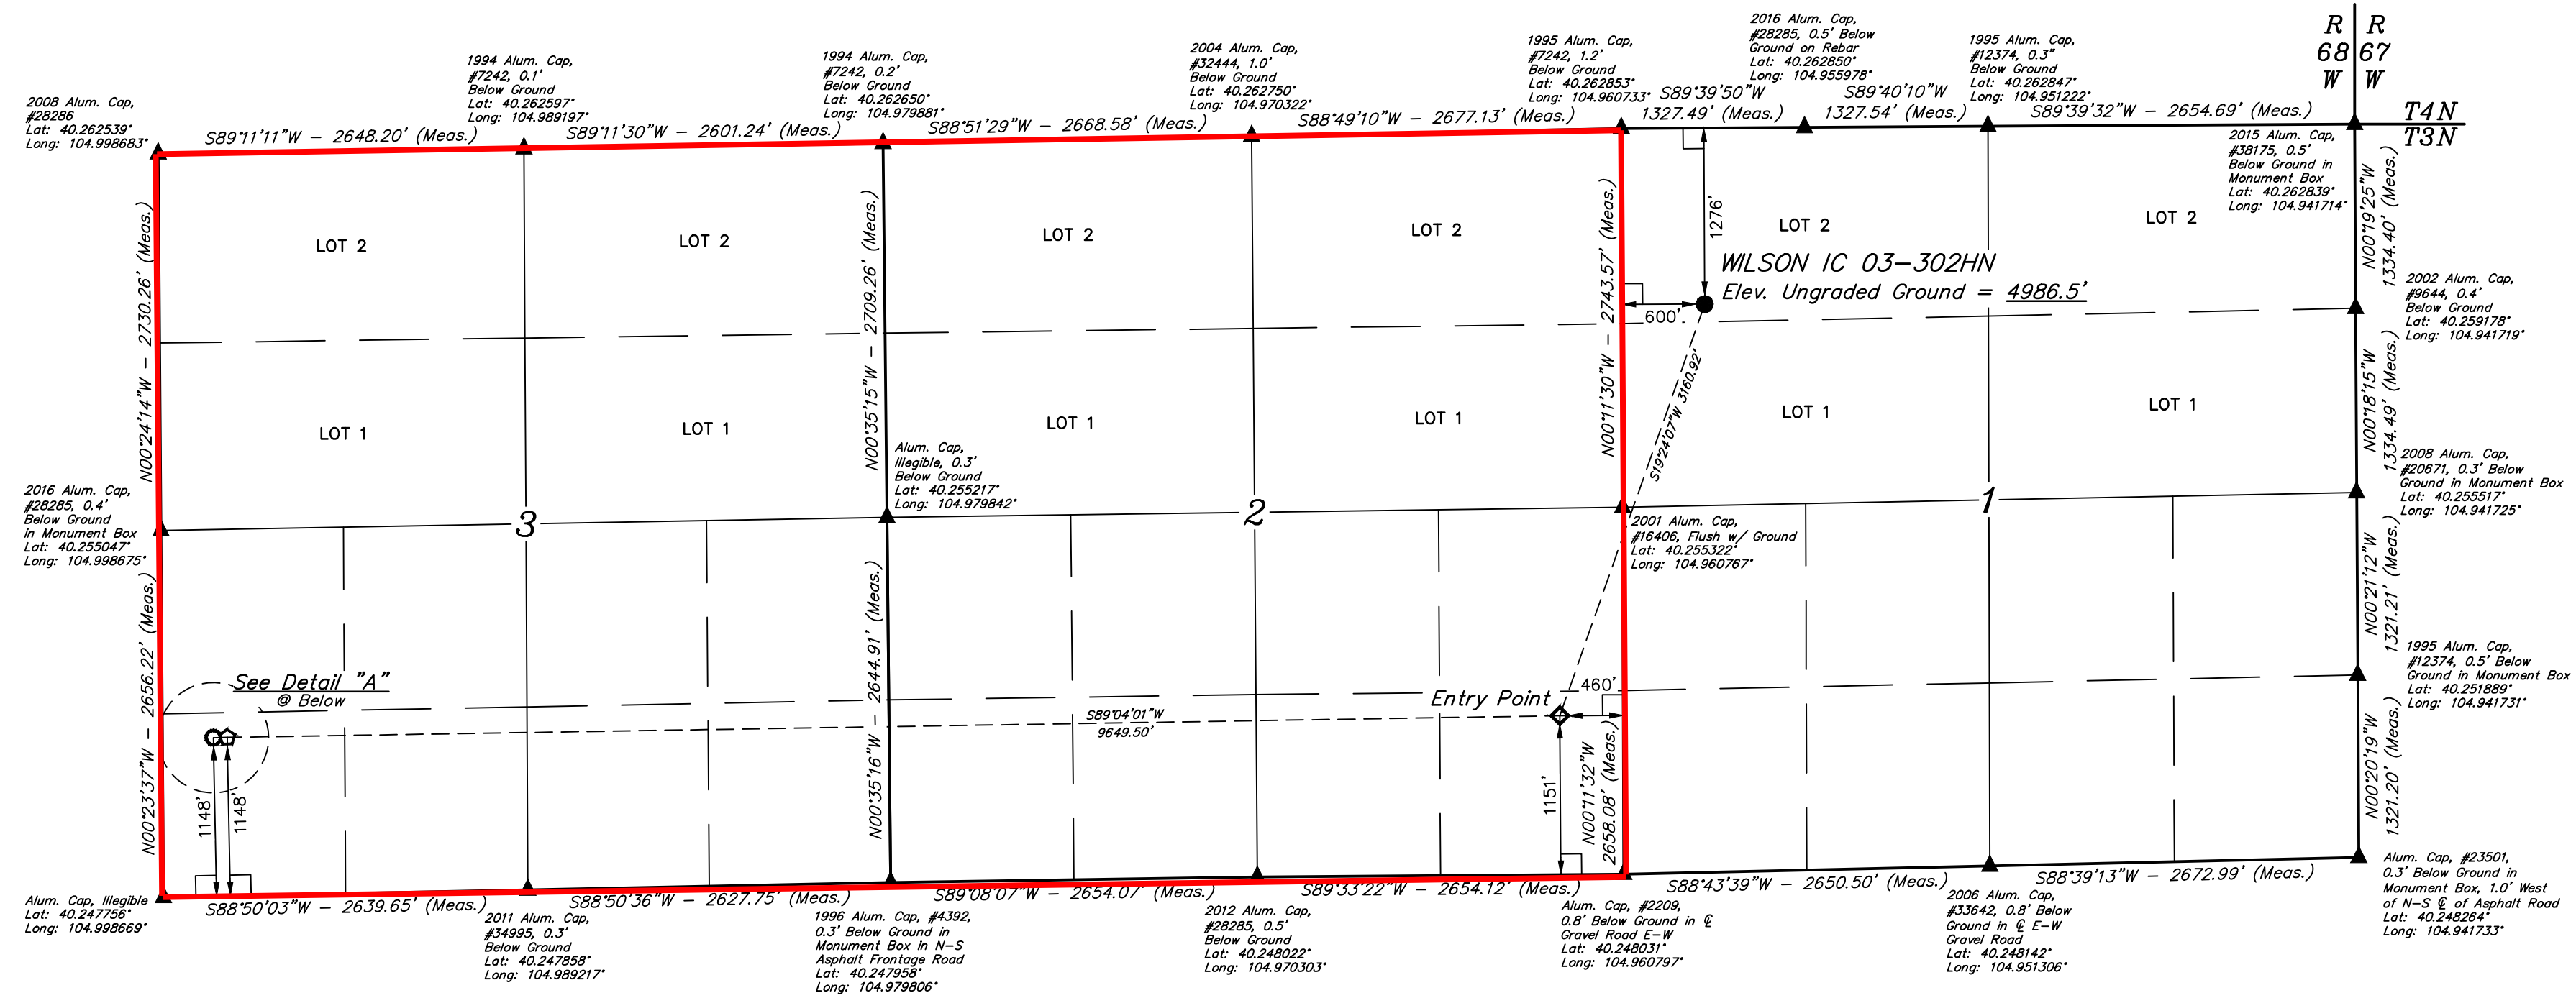 2008 Alum. Cap,
#28286
Lat: 40.262539°
Long: 104.998683°
S89°11'11"W - 2648.20' (Meas.)
1994 Alum. Cap,
#7242, 0.1'
Below Ground
Lat: 40.262597°
Long: 104.989197°
S89°11'30"W - 2601.24' (Meas.)
1994 Alum. Cap,
#7242, 0.2'
Below Ground
Lat: 40.262650°
Long: 104.979881°
S88°51'29"W - 2668.58' (Meas.)
2004 Alum. Cap,
#32444, 1.0'
Below Ground
Lat: 40.262750°
Long: 104.970322°
S88°49'10"W - 2677.13' (Meas.)
1995 Alum. Cap,
#7242, 1.2'
Below Ground
Lat: 40.262853°
Long: 104.960733°
S89°39'50"W
1327.49' (Meas.)
2016 Alum. Cap,
#28285, 0.5' Below
Ground on Rebar
Lat: 40.262850°
Long: 104.955978°
S89°40'10"W
1327.54' (Meas.)
1995 Alum. Cap,
#12374, 0.3"
Below Ground
Lat: 40.262847°
Long: 104.951222°
S89°39'32"W - 2654.69' (Meas.)
R R
68 67
W W
T4N
T3N
2015 Alum. Cap,
#38175, 0.5'
Below Ground in
Monument Box
Lat: 40.262839°
Long: 104.941714°
N00°19'25"W
1334.40' (Meas.)
LOT 2
LOT 2
LOT 2
LOT 2
LOT 2
LOT 2
N00°24'14"W - 2730.26' (Meas.)
N00°35'15"W - 2709.26' (Meas.)
N00°11'30"W - 2743.57' (Meas.)
1276'
WILSON IC 03-302HN
Elev. Ungraded Ground = 4986.5'
600'
S19°24'07"W 3160.92'
2002 Alum. Cap,
#9644, 0.4'
Below Ground
Lat: 40.259178°
Long: 104.941719°
N00°18'15"W
1334.49' (Meas.)
LOT 1
LOT 1
LOT 1
LOT 1
LOT 1
LOT 1
2016 Alum. Cap,
#28285, 0.4'
Below Ground
in Monument Box
Lat: 40.255047°
Long: 104.998675°
Alum. Cap,
Illegible, 0.3'
Below Ground
Lat: 40.255217°
Long: 104.979842°
2001 Alum. Cap,
#16406, Flush w/ Ground
Lat: 40.255322°
Long: 104.960767°
2008 Alum. Cap,
#20671, 0.3' Below
Ground in Monument Box
Lat: 40.255517°
Long: 104.941725°
3
2
1
N00°23'37"W - 2656.22' (Meas.)
N00°35'16"W - 2644.91' (Meas.)
N00°21'12"W
1321.21' (Meas.)
See Detail "A"
@ Below
1148'
1148'
S89°04'01"W
9649.50'
Entry Point
460'
1151'
N00°11'32"W
2658.08' (Meas.)
1995 Alum. Cap,
#12374, 0.5' Below
Ground in Monument Box
Lat: 40.251889°
Long: 104.941731°
N00°20'19"W
1321.20' (Meas.)
Alum. Cap, Illegible
Lat: 40.247756°
Long: 104.998669°
S88°50'03"W - 2639.65' (Meas.)
2011 Alum. Cap,
#34995, 0.3'
Below Ground
Lat: 40.247858°
Long: 104.989217°
S88°50'36"W - 2627.75' (Meas.)
1996 Alum. Cap, #4392,
0.3' Below Ground in
Monument Box in N-S
Asphalt Frontage Road
Lat: 40.247958°
Long: 104.979806°
S89°08'07"W - 2654.07' (Meas.)
2012 Alum. Cap,
#28285, 0.5'
Below Ground
Lat: 40.248022°
Long: 104.970303°
S89°33'22"W - 2654.12' (Meas.)
Alum. Cap, #2209,
0.8' Below Ground in ℄
Gravel Road E-W
Lat: 40.248031°
Long: 104.960797°
S88°43'39"W - 2650.50' (Meas.)
2006 Alum. Cap,
#33642, 0.8' Below
Ground in ℄ E-W
Gravel Road
Lat: 40.248142°
Long: 104.951306°
S88°39'13"W - 2672.99' (Meas.)
Alum. Cap, #23501,
0.3' Below Ground in
Monument Box, 1.0' West
of N-S ℄ of Asphalt Road
Lat: 40.248264°
Long: 104.941733°